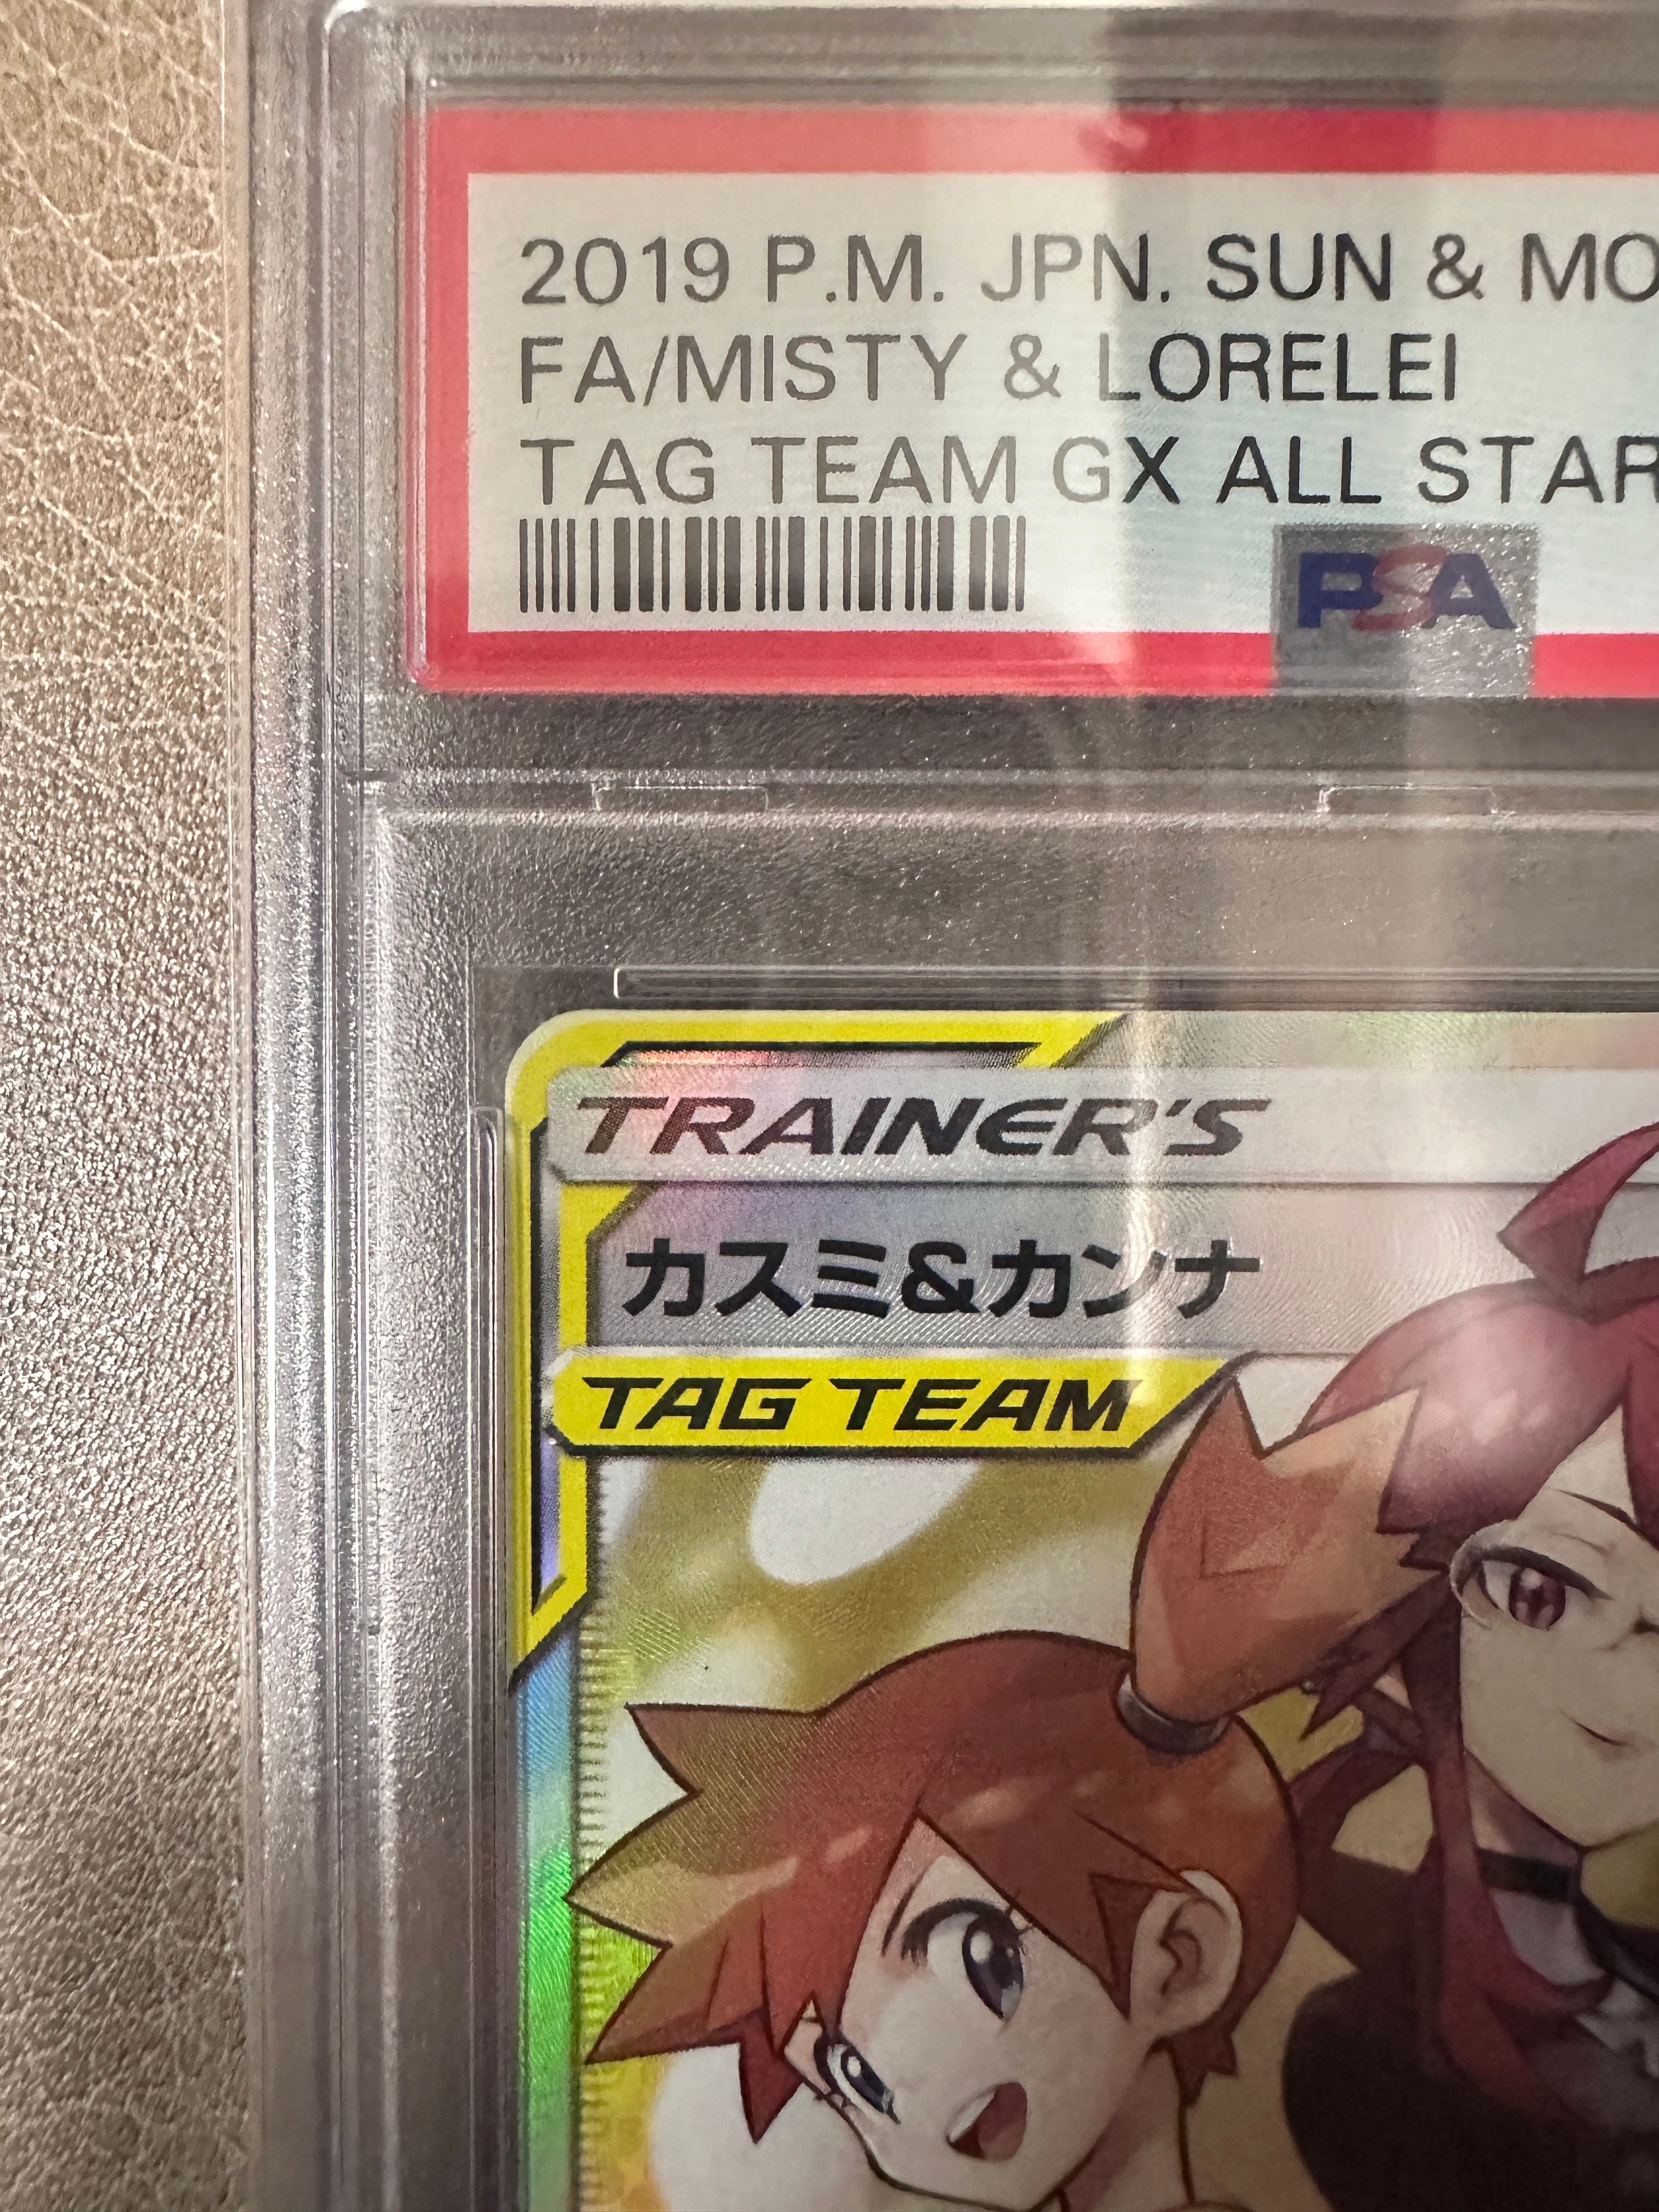 2019 P.M. JPN. SUN & MO
FA/MISTY & LORELEI
TAG TEAM GX ALL STAR
PSA
TRAINER'S
カスミ&カンナ
TAG TEAM